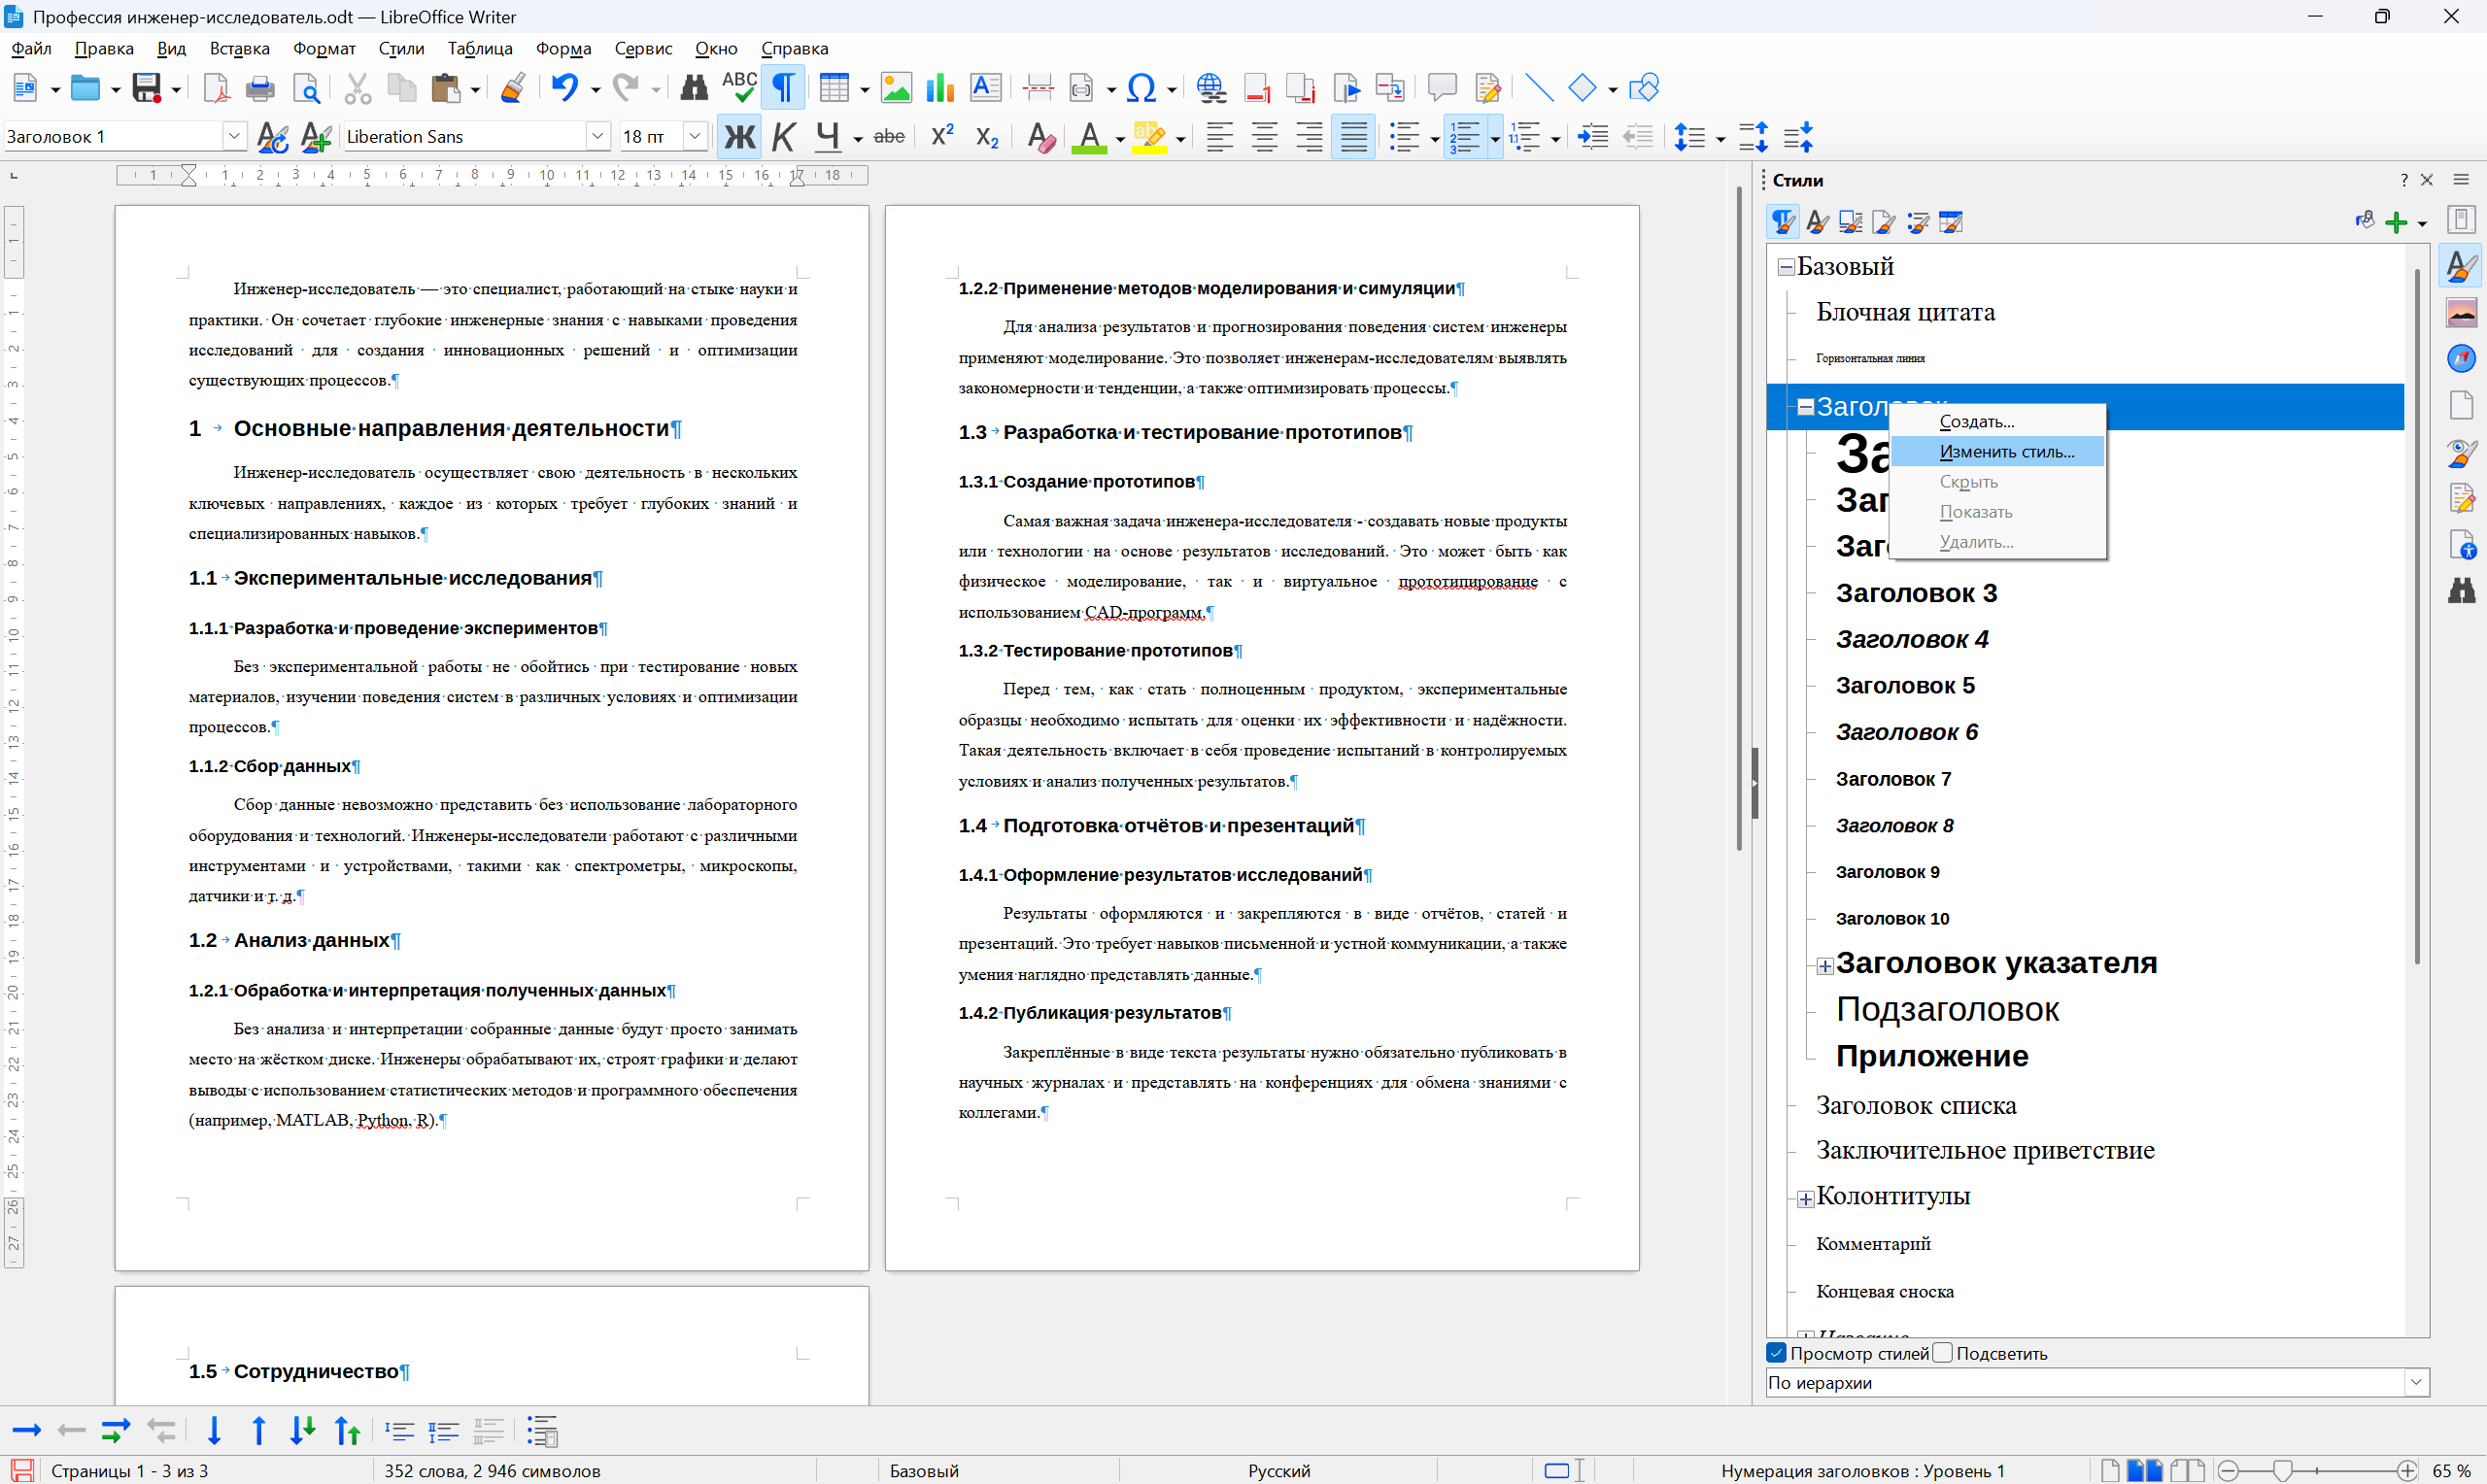 Профессия инженер-исследователь.odt — LibreOffice Writer
Файл Правка Вид Вставка Формат Стили Таблица Форма Сервис Окно Справка
Заголовок 1 Liberation Sans 18 пт
Инженер-исследователь — это специалист, работающий на стыке науки и
практики. Он сочетает глубокие инженерные знания с навыками проведения
исследований для создания инновационных решений и оптимизации
существующих процессов.¶
1 Основные направления деятельности¶
Инженер-исследователь осуществляет свою деятельность в нескольких
ключевых направлениях, каждое из которых требует глубоких знаний и
специализированных навыков.¶
1.1 Экспериментальные исследования¶
1.1.1 Разработка и проведение экспериментов¶
Без экспериментальной работы не обойтись при тестирование новых
материалов, изучении поведения систем в различных условиях и оптимизации
процессов.¶
1.1.2 Сбор данных¶
Сбор данные невозможно представить без использование лабораторного
оборудования и технологий. Инженеры-исследователи работают с различными
инструментами и устройствами, такими как спектрометры, микроскопы,
датчики и т. д.¶
1.2 Анализ данных¶
1.2.1 Обработка и интерпретация полученных данных¶
Без анализа и интерпретации собранные данные будут просто занимать
место на жёстком диске. Инженеры обрабатывают их, строят графики и делают
выводы с использованием статистических методов и программного обеспечения
(например, MATLAB, Python, R).¶
1.2.2 Применение методов моделирования и симуляции¶
Для анализа результатов и прогнозирования поведения систем инженеры
применяют моделирование. Это позволяет инженерам-исследователям выявлять
закономерности и тенденции, а также оптимизировать процессы.¶
1.3 Разработка и тестирование прототипов¶
1.3.1 Создание прототипов¶
Самая важная задача инженера-исследователя - создавать новые продукты
или технологии на основе результатов исследований. Это может быть как
физическое моделирование, так и виртуальное прототипирование с
использованием CAD-программ.¶
1.3.2 Тестирование прототипов¶
Перед тем, как стать полноценным продуктом, экспериментальные
образцы необходимо испытать для оценки их эффективности и надёжности.
Такая деятельность включает в себя проведение испытаний в контролируемых
условиях и анализ полученных результатов.¶
1.4 Подготовка отчётов и презентаций¶
1.4.1 Оформление результатов исследований¶
Результаты оформляются и закрепляются в виде отчётов, статей и
презентаций. Это требует навыков письменной и устной коммуникации, а также
умения наглядно представлять данные.¶
1.4.2 Публикация результатов¶
Закреплённые в виде текста результаты нужно обязательно публиковать в
научных журналах и представлять на конференциях для обмена знаниями с
коллегами.¶
1.5 Сотрудничество¶
Стили
Базовый
Блочная цитата
Горизонтальная линия
Создать...
Изменить стиль...
Скрыть
Показать
Удалить...
Заголовок 3
Заголовок 4
Заголовок 5
Заголовок 6
Заголовок 7
Заголовок 8
Заголовок 9
Заголовок 10
Заголовок указателя
Подзаголовок
Приложение
Заголовок списка
Заключительное приветствие
Колонтитулы
Комментарий
Концевая сноска
Просмотр стилей Подсветить
По иерархии
Страницы 1 - 3 из 3 352 слова, 2 946 символов Базовый Русский Нумерация заголовков : Уровень 1 65 %